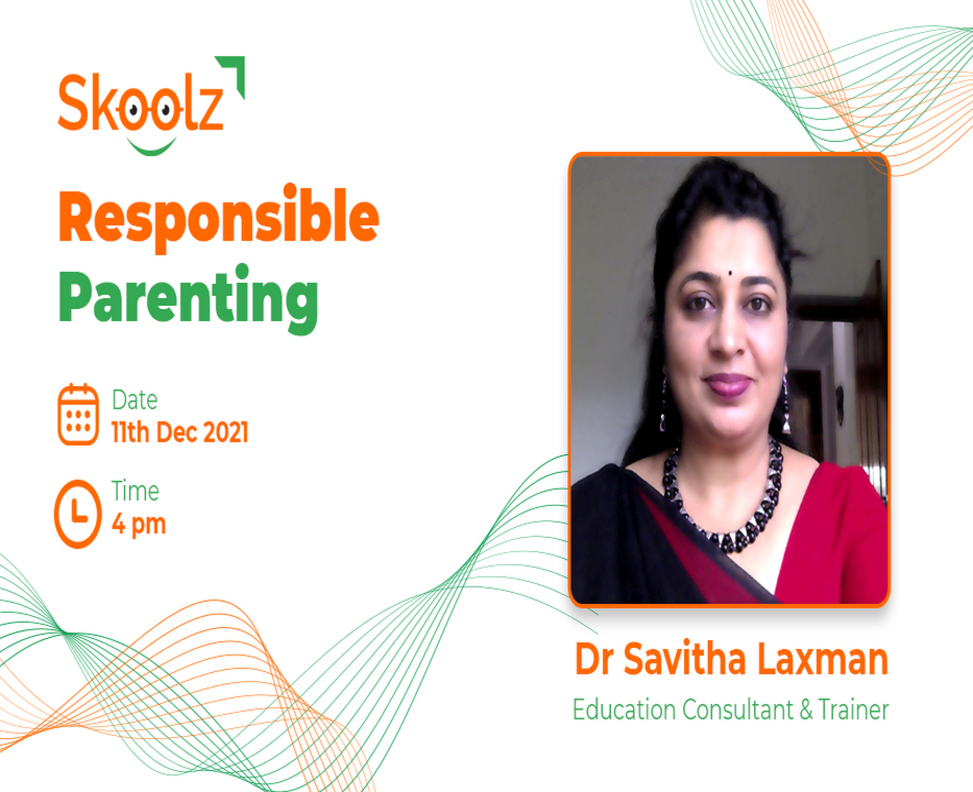 Skoolz
Responsible
Parenting
Date
11th Dec 2021
Time
4 pm
Dr Savitha Laxman
Education Consultant & Trainer